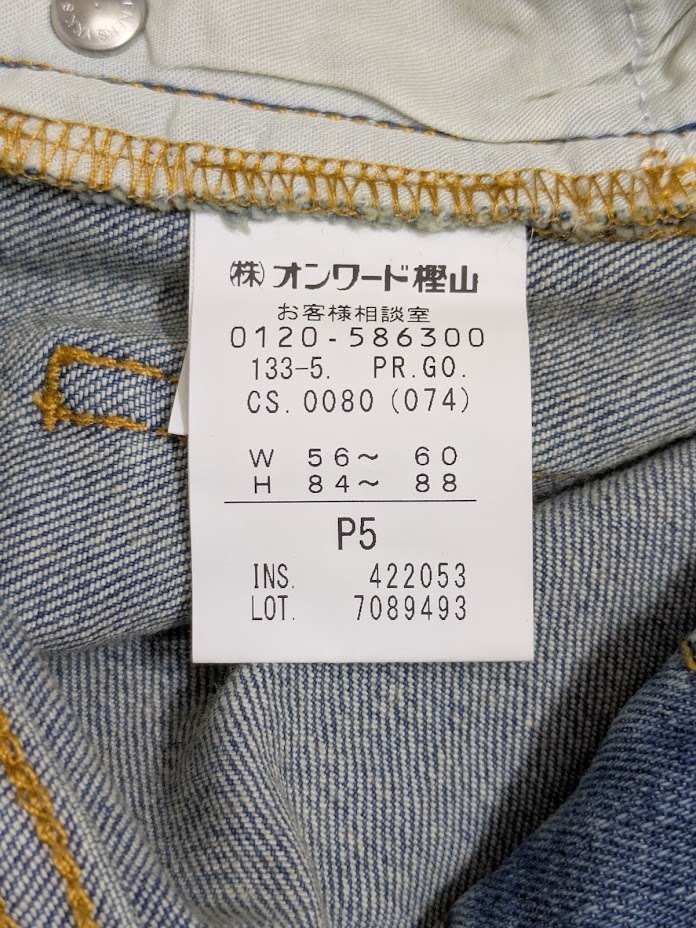 ㈱オンワード樫山
お客様相談室
0120-586300
133-5. PR.GO.
CS.0080(074)
W 56~ 60
H 84~ 88
P5
INS. 422053
LOT. 7089493